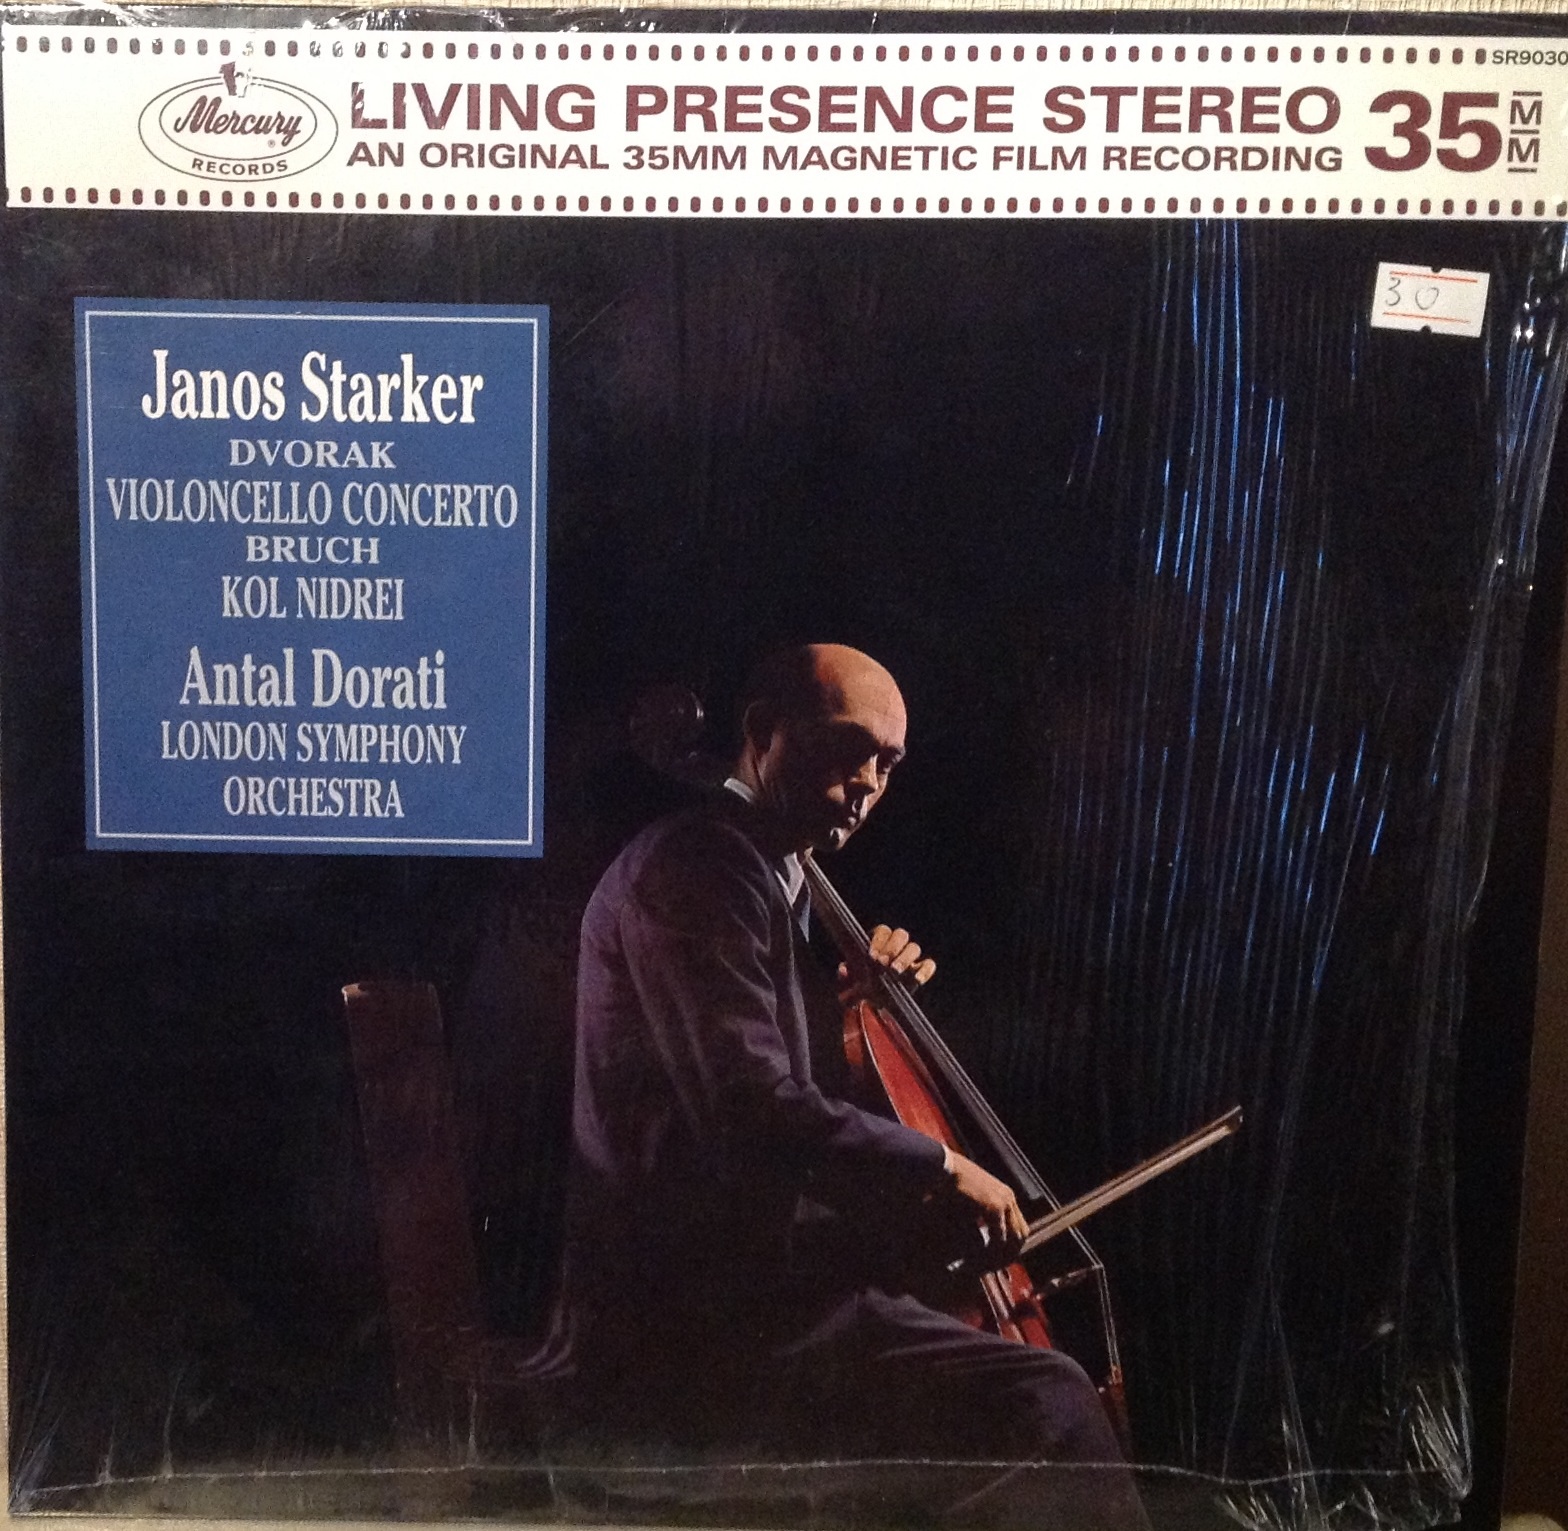 SR9030
Mercury
RECORDS
LIVING PRESENCE STEREO
AN ORIGINAL 35MM MAGNETIC FILM RECORDING
35MM
30
Janos Starker
DVORAK
VIOLONCELLO CONCERTO
BRUCH
KOL NIDREI
Antal Dorati
LONDON SYMPHONY
ORCHESTRA